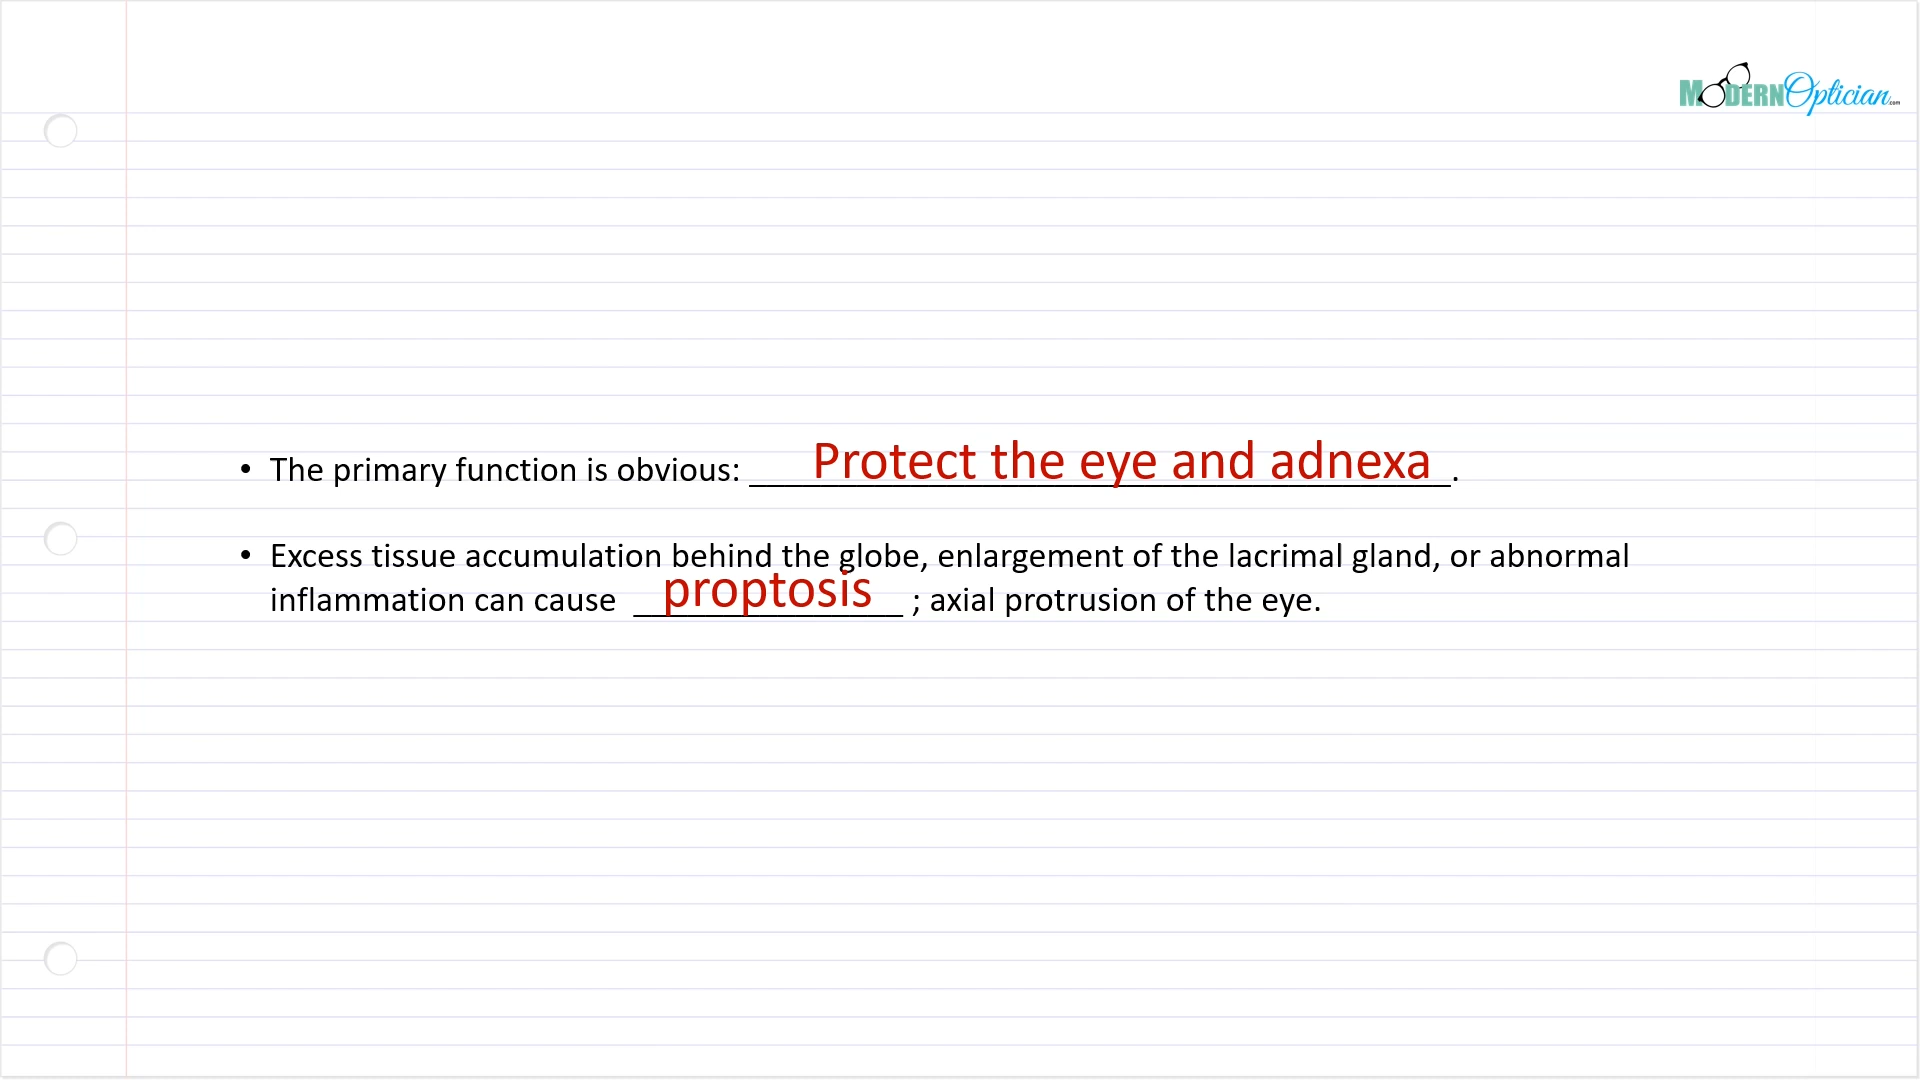 MODERNOptician.com
• The primary function is obvious: Protect the eye and adnexa.
• Excess tissue accumulation behind the globe, enlargement of the lacrimal gland, or abnormal
inflammation can cause proptosis ; axial protrusion of the eye.